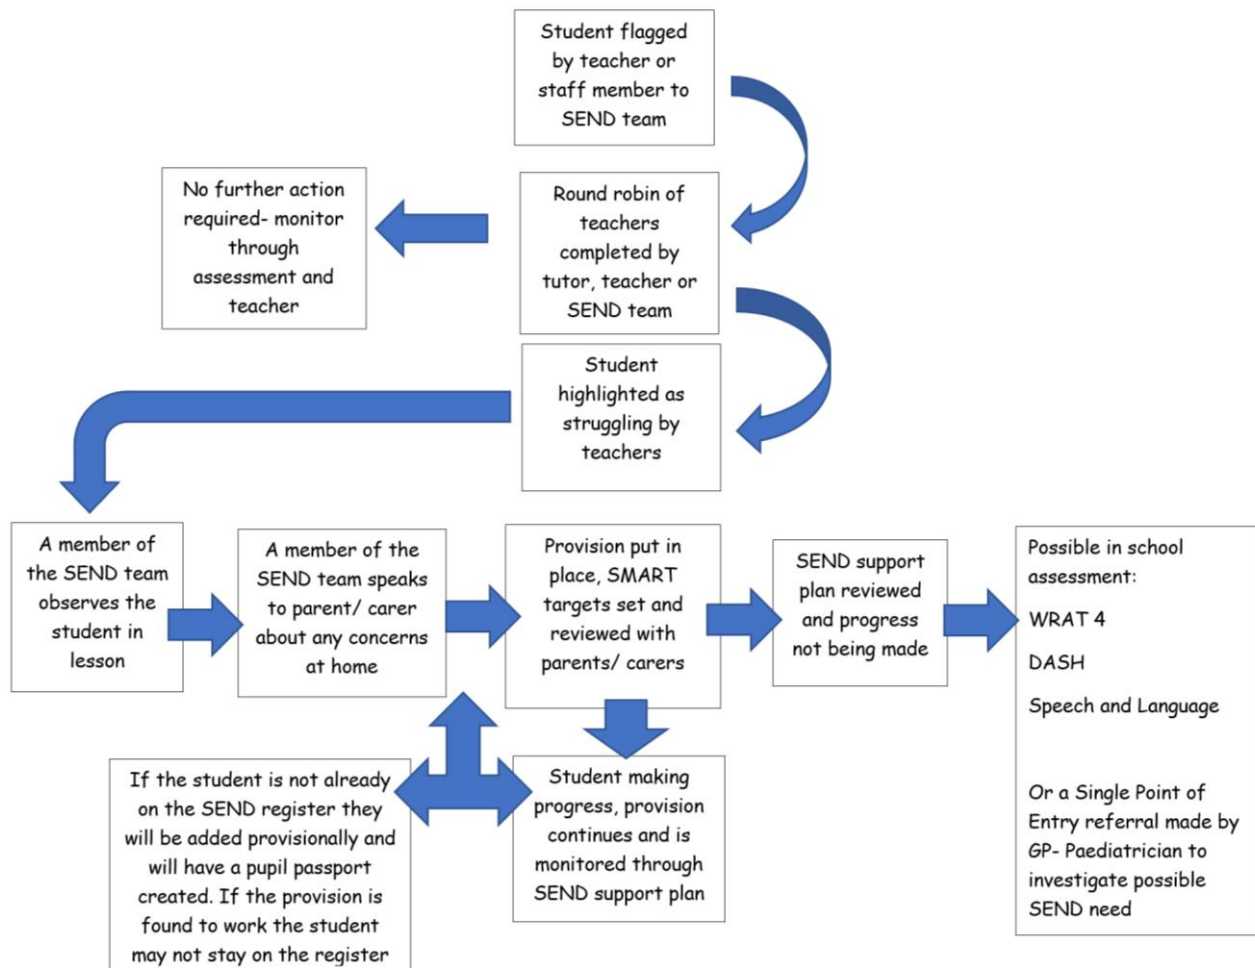 Student flagged
by teacher or
staff member to
SEND team
No further action
required- monitor
through
assessment and
teacher
Round robin of
teachers
completed by
tutor, teacher or
SEND team
Student
highlighted as
struggling by
teachers
A member of
the SEND team
observes the
student in
lesson
A member of the
SEND team speaks
to parent/ carer
about any concerns
at home
Provision put in
place, SMART
targets set and
reviewed with
parents/ carers
SEND support
plan reviewed
and progress
not being made
Possible in school
assessment:
WRAT 4
DASH
Speech and Language
Or a Single Point of
Entry referral made by
GP- Paediatrician to
investigate possible
SEND need
If the student is not already
on the SEND register they
will be added provisionally and
will have a pupil passport
created. If the provision is
found to work the student
may not stay on the register
Student making
progress, provision
continues and is
monitored through
SEND support plan